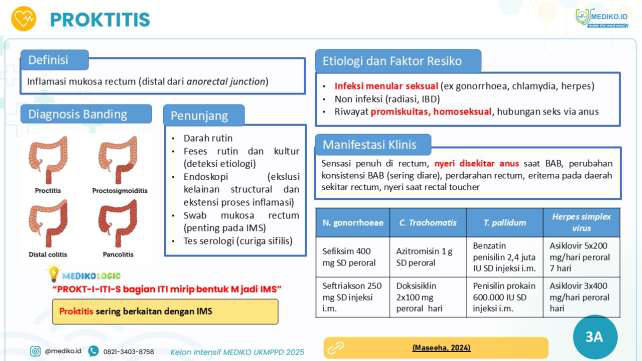 PROKTITIS
MEDIKO.ID
Definisi
Inflamasi mukosa rectum (distal dari anorectal junction)
Diagnosis Banding
Proctitis
Proctosigmoiditis
Distal colitis
Pancolitis
Penunjang
• Darah rutin
• Feses rutin dan kultur
(deteksi etiologi)
• Endoskopi (ekslusi
kelainan structural dan
ekstensi proses inflamasi)
• Swab mukosa rectum
(penting pada IMS)
• Tes serologi (curiga sifilis)
MEDIKOLOGIC
“PROKT-I-ITI-S bagian ITI mirip bentuk M jadi IMS”
Proktitis sering berkaitan dengan IMS
Etiologi dan Faktor Resiko
• Infeksi menular seksual (ex gonorrhoea, chlamydia, herpes)
• Non infeksi (radiasi, IBD)
• Riwayat promiskuitas, homoseksual, hubungan seks via anus
Manifestasi Klinis
Sensasi penuh di rectum, nyeri disekitar anus saat BAB, perubahan
konsistensi BAB (sering diare), perdarahan rectum, eritema pada daerah
sekitar rectum, nyeri saat rectal toucher
N. gonorrhoeae
C. Trachomatis
T. pallidum
Herpes simplex
virus
Sefiksim 400
mg SD peroral
Azitromisin 1 g
SD peroral
Benzatin
penisilin 2,4 juta
IU SD injeksi i.m.
Asiklovir 5x200
mg/hari peroral
7 hari
Seftriakson 250
mg SD injeksi
i.m.
Doksisiklin
2x100 mg
peroral hari
Penisilin prokain
600.000 IU SD
injeksi i.m.
Asiklovir 3x400
mg/hari peroral
hari
3A
@mediko.id
0821-3403-8758
Kelan Intensif MEDIKO UKMPPD 2025
(Maseeha, 2024)